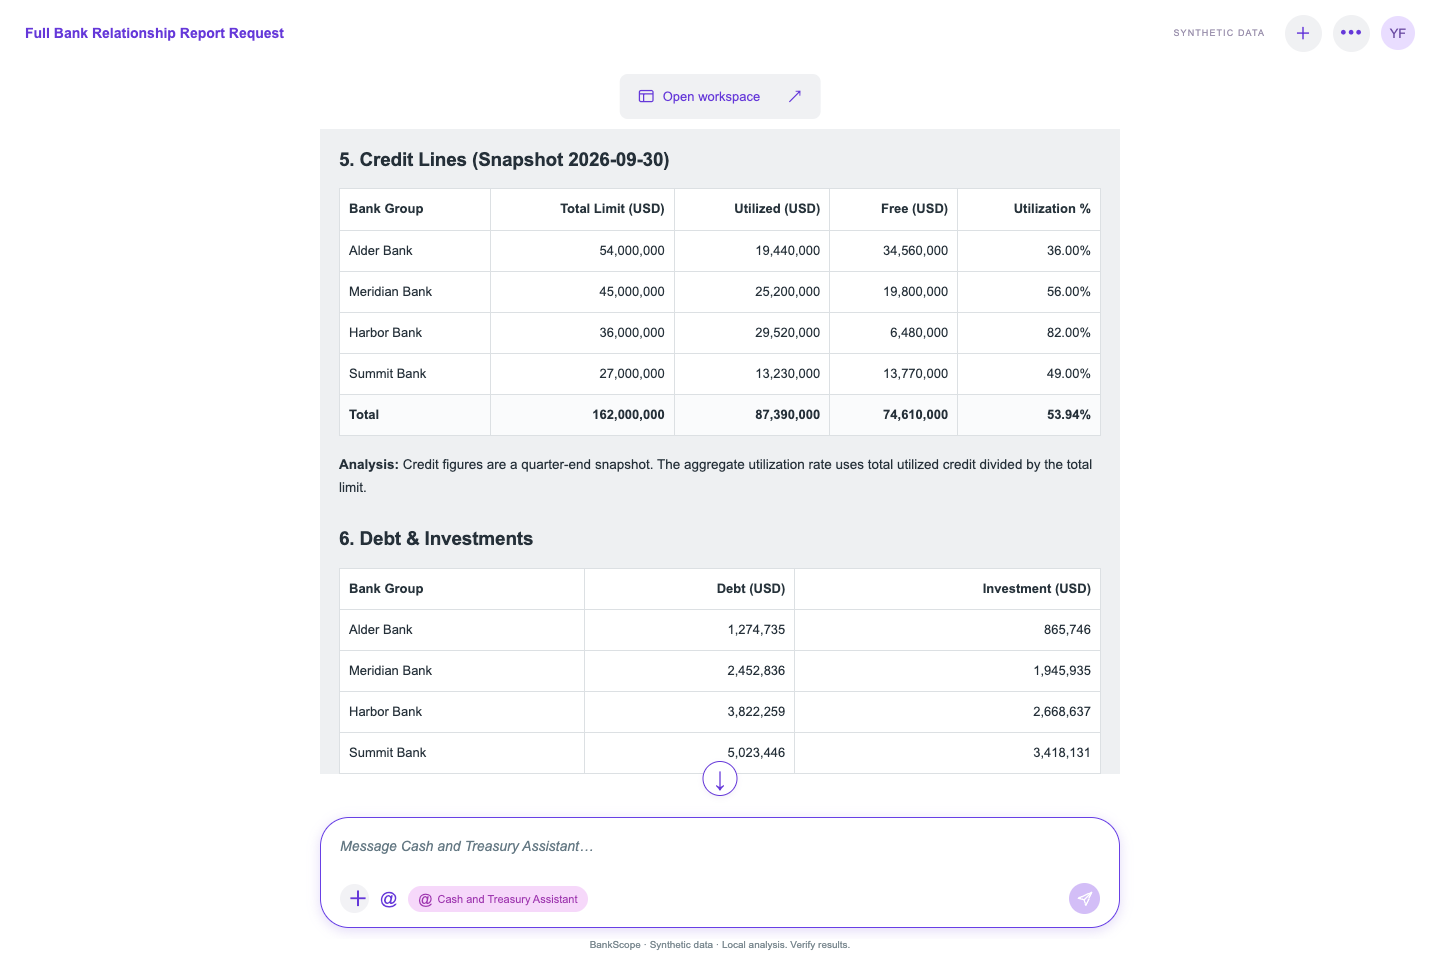 Full Bank Relationship Report Request
SYNTHETIC DATA
YF
Open workspace
5. Credit Lines (Snapshot 2026-09-30)
Bank Group Total Limit (USD) Utilized (USD) Free (USD) Utilization %
Alder Bank 54,000,000 19,440,000 34,560,000 36.00%
Meridian Bank 45,000,000 25,200,000 19,800,000 56.00%
Harbor Bank 36,000,000 29,520,000 6,480,000 82.00%
Summit Bank 27,000,000 13,230,000 13,770,000 49.00%
Total 162,000,000 87,390,000 74,610,000 53.94%
Analysis: Credit figures are a quarter-end snapshot. The aggregate utilization rate uses total utilized credit divided by the total
limit.
6. Debt & Investments
Bank Group Debt (USD) Investment (USD)
Alder Bank 1,274,735 865,746
Meridian Bank 2,452,836 1,945,935
Harbor Bank 3,822,259 2,668,637
Summit Bank 5,023,446 3,418,131
Message Cash and Treasury Assistant…
@ @ Cash and Treasury Assistant
BankScope · Synthetic data · Local analysis. Verify results.